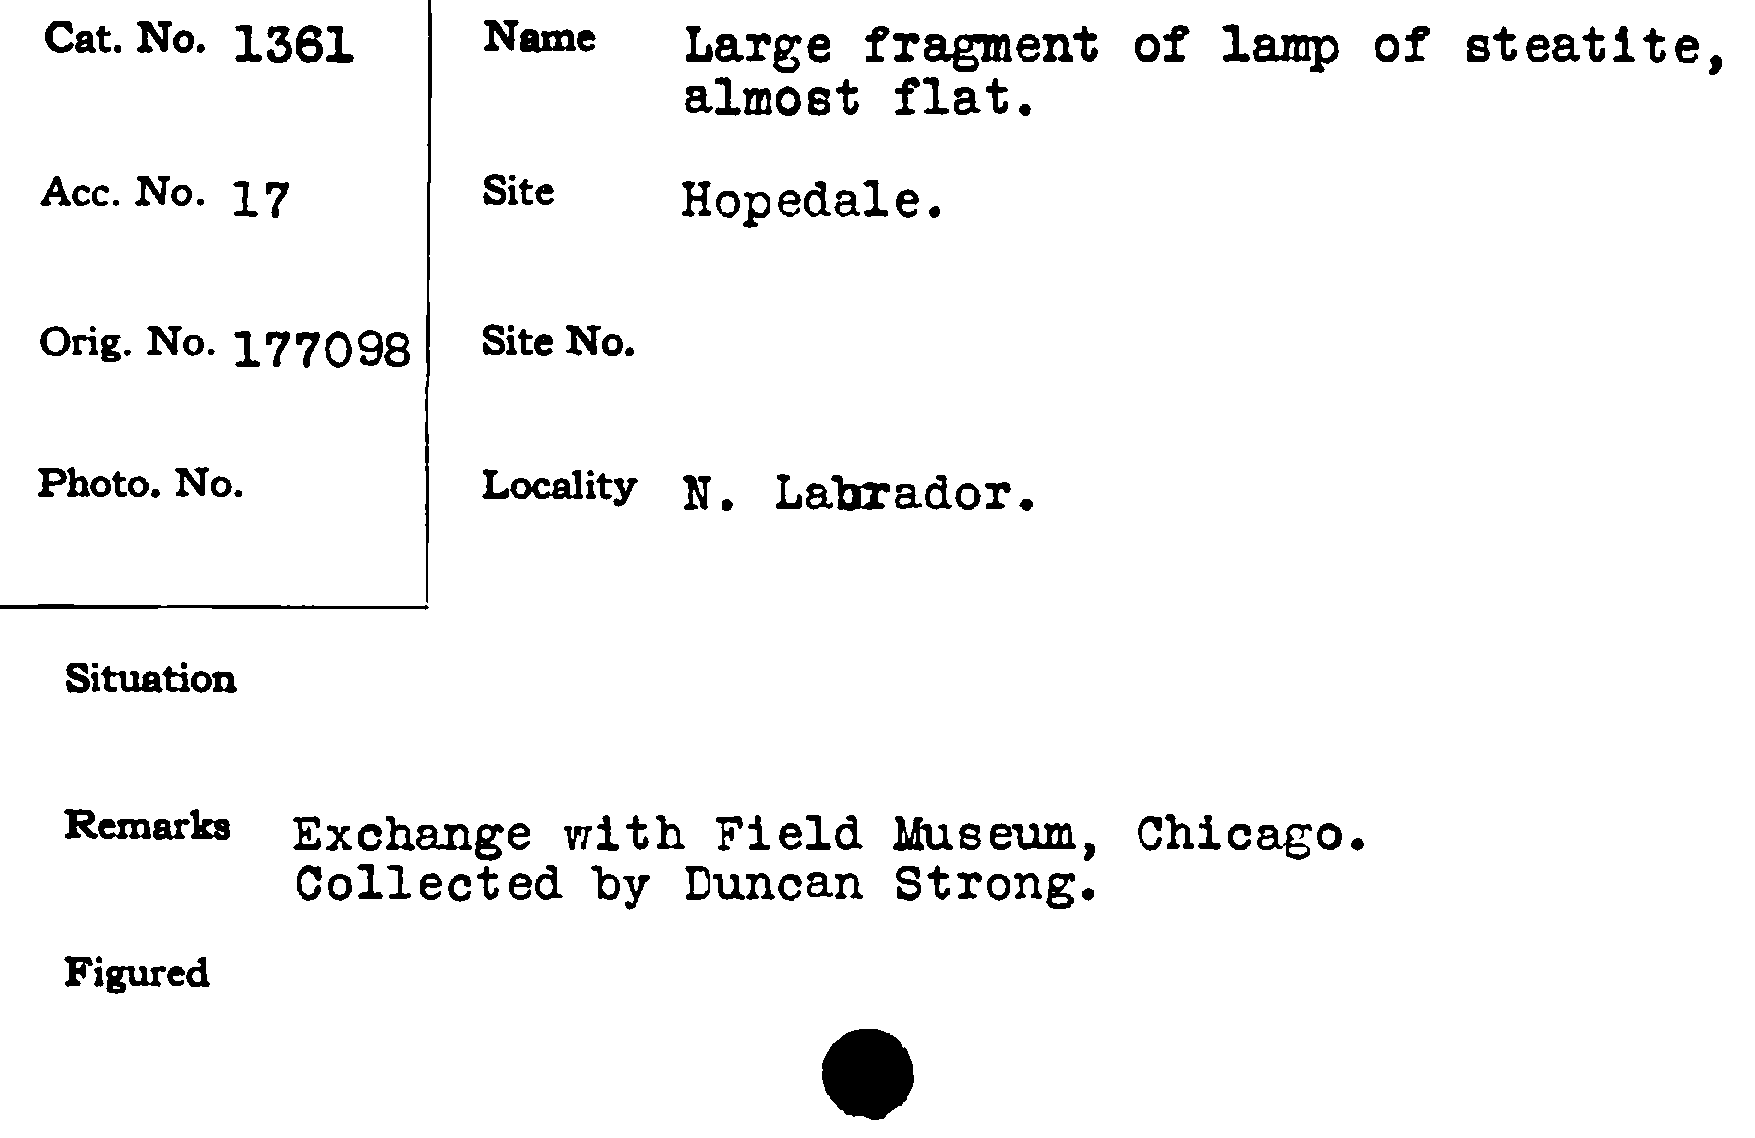 Cat. No. 1361
Name Large fragment of lamp of steatite,
almost flat.
Acc. No. 17
Site Hopedale.
Orig. No. 177098
Site No.
Photo. No.
Locality N. Labrador.
Situation
Remarks Exchange with Field Museum, Chicago.
Collected by Duncan Strong.
Figured